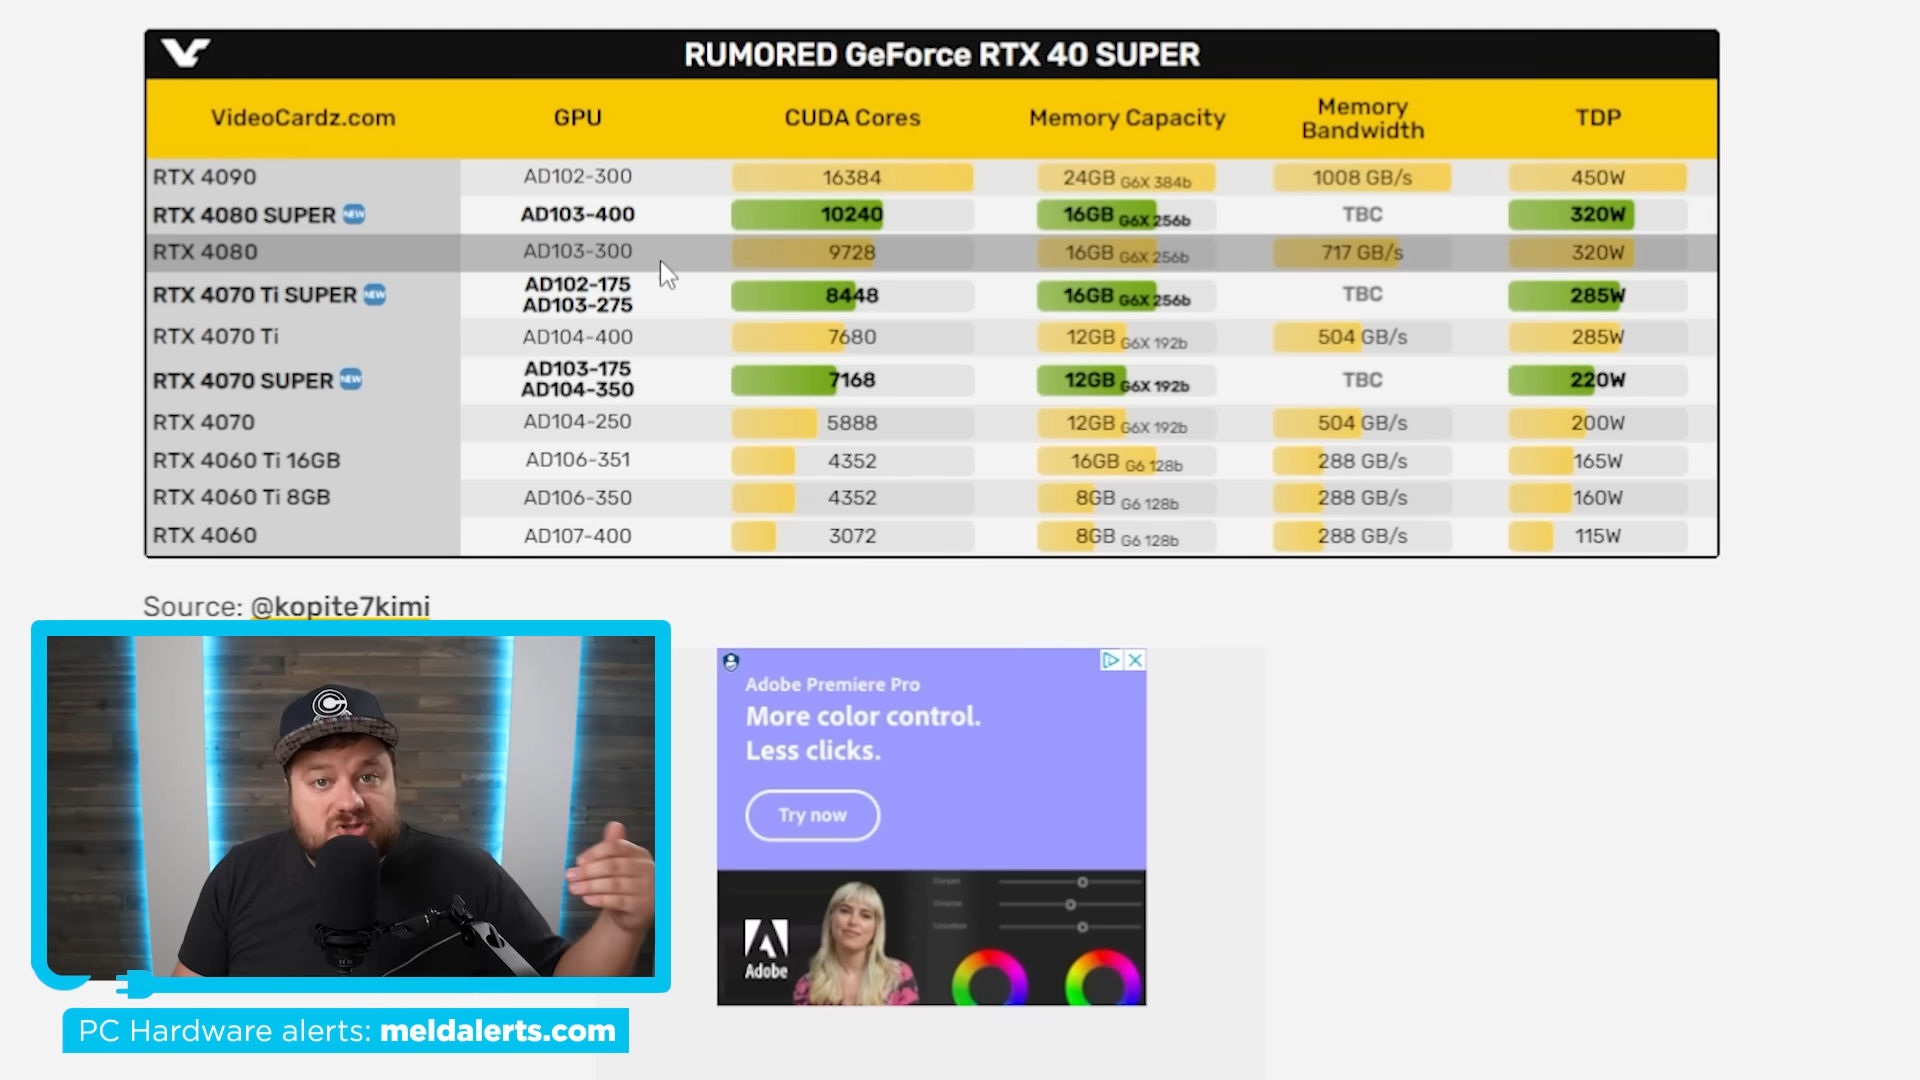 RUMORED GeForce RTX 40 SUPER
VideoCardz.com GPU CUDA Cores Memory Capacity Memory Bandwidth TDP
RTX 4090 AD102-300 16384 24GB G6X 384b 1008 GB/s 450W
RTX 4080 SUPER NEW AD103-400 10240 16GB G6X 256b TBC 320W
RTX 4080 AD103-300 9728 16GB G6X 256b 717 GB/s 320W
RTX 4070 Ti SUPER NEW AD102-175 AD103-275 8448 16GB G6X 256b TBC 285W
RTX 4070 Ti AD104-400 7680 12GB G6X 192b 504 GB/s 285W
RTX 4070 SUPER NEW AD103-175 AD104-350 7168 12GB G6X 192b TBC 220W
RTX 4070 AD104-250 5888 12GB G6X 192b 504 GB/s 200W
RTX 4060 Ti 16GB AD106-351 4352 16GB G6 128b 288 GB/s 165W
RTX 4060 Ti 8GB AD106-350 4352 8GB G6 128b 288 GB/s 160W
RTX 4060 AD107-400 3072 8GB G6 128b 288 GB/s 115W
Source: @kopite7kimi
Adobe Premiere Pro
More color control.
Less clicks.
Try now
Adobe
PC Hardware alerts: meldalerts.com